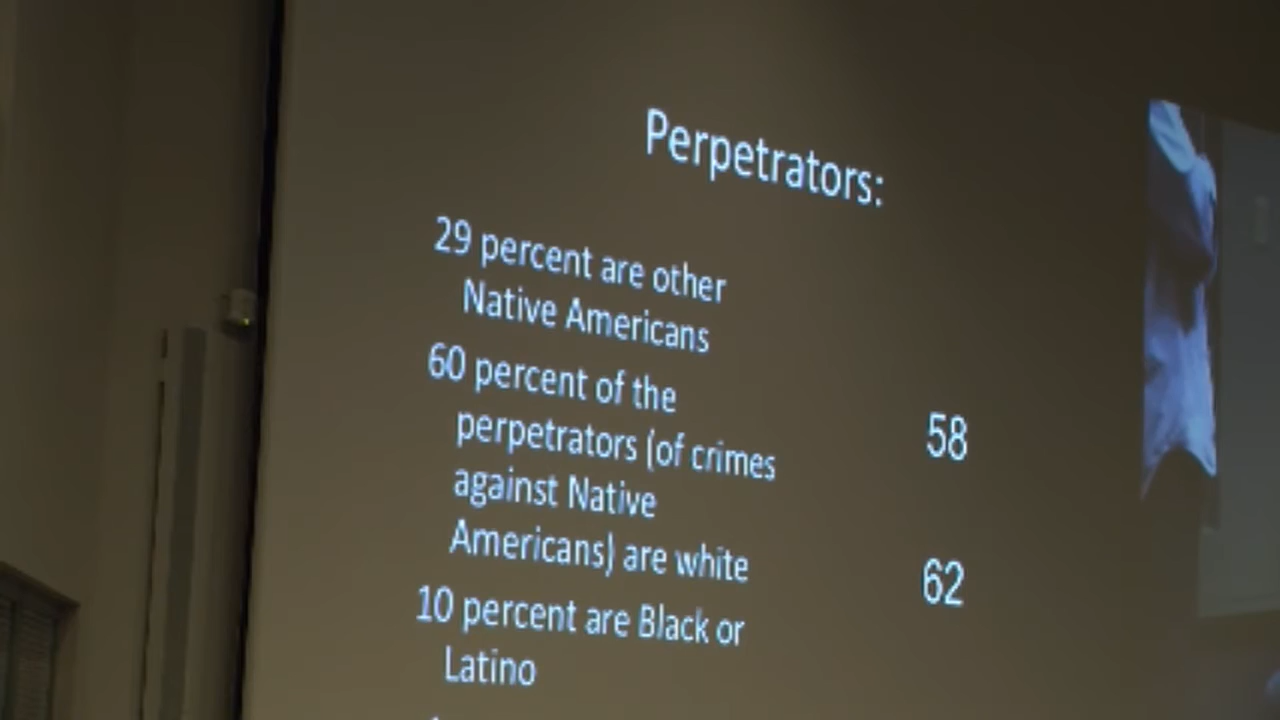 Perpetrators:
29 percent are other
Native Americans
60 percent of the
perpetrators (of crimes
against Native
Americans) are white
10 percent are Black or
Latino
58
62